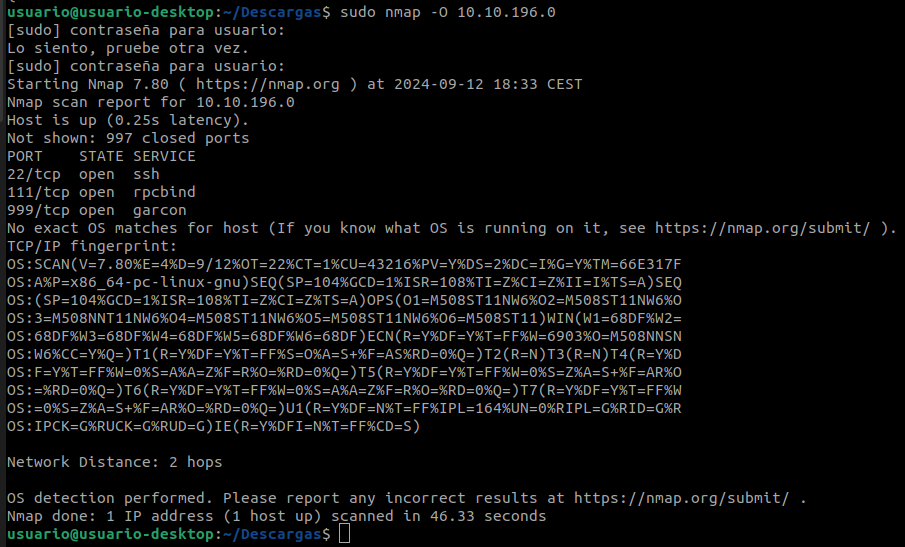 usuario@usuario-desktop:~/Descargas$ sudo nmap -O 10.10.196.0
[sudo] contraseña para usuario:
Lo siento, pruebe otra vez.
[sudo] contraseña para usuario:
Starting Nmap 7.80 ( https://nmap.org ) at 2024-09-12 18:33 CEST
Nmap scan report for 10.10.196.0
Host is up (0.25s latency).
Not shown: 997 closed ports
PORT    STATE SERVICE
22/tcp  open  ssh
111/tcp open  rpcbind
999/tcp open  garcon
No exact OS matches for host (If you know what OS is running on it, see https://nmap.org/submit/ ).
TCP/IP fingerprint:
OS:SCAN(V=7.80%E=4%D=9/12%OT=22%CT=1%CU=43216%PV=Y%DS=2%DC=I%G=Y%TM=66E317F
OS:A%P=x86_64-pc-linux-gnu)SEQ(SP=104%GCD=1%ISR=108%TI=Z%CI=Z%II=I%TS=A)SEQ
OS:(SP=104%GCD=1%ISR=108%TI=Z%CI=Z%TS=A)OPS(O1=M508ST11NW6%O2=M508ST11NW6%O
OS:3=M508NNT11NW6%O4=M508ST11NW6%O5=M508ST11NW6%O6=M508ST11)WIN(W1=68DF%W2=
OS:68DF%W3=68DF%W4=68DF%W5=68DF%W6=68DF)ECN(R=Y%DF=Y%T=FF%W=6903%O=M508NNSN
OS:W6%CC=Y%Q=)T1(R=Y%DF=Y%T=FF%S=O%A=S+%F=AS%RD=0%Q=)T2(R=N)T3(R=N)T4(R=Y%D
OS:F=Y%T=FF%W=0%S=A%A=Z%F=R%O=%RD=0%Q=)T5(R=Y%DF=Y%T=FF%W=0%S=Z%A=S+%F=AR%O
OS:=%RD=0%Q=)T6(R=Y%DF=Y%T=FF%W=0%S=A%A=Z%F=R%O=%RD=0%Q=)T7(R=Y%DF=Y%T=FF%W
OS:=0%S=Z%A=S+%F=AR%O=%RD=0%Q=)U1(R=Y%DF=N%T=FF%IPL=164%UN=0%RIPL=G%RID=G%R
OS:IPCK=G%RUCK=G%RUD=G)IE(R=Y%DFI=N%T=FF%CD=S)
Network Distance: 2 hops
OS detection performed. Please report any incorrect results at https://nmap.org/submit/ .
Nmap done: 1 IP address (1 host up) scanned in 46.33 seconds
usuario@usuario-desktop:~/Descargas$